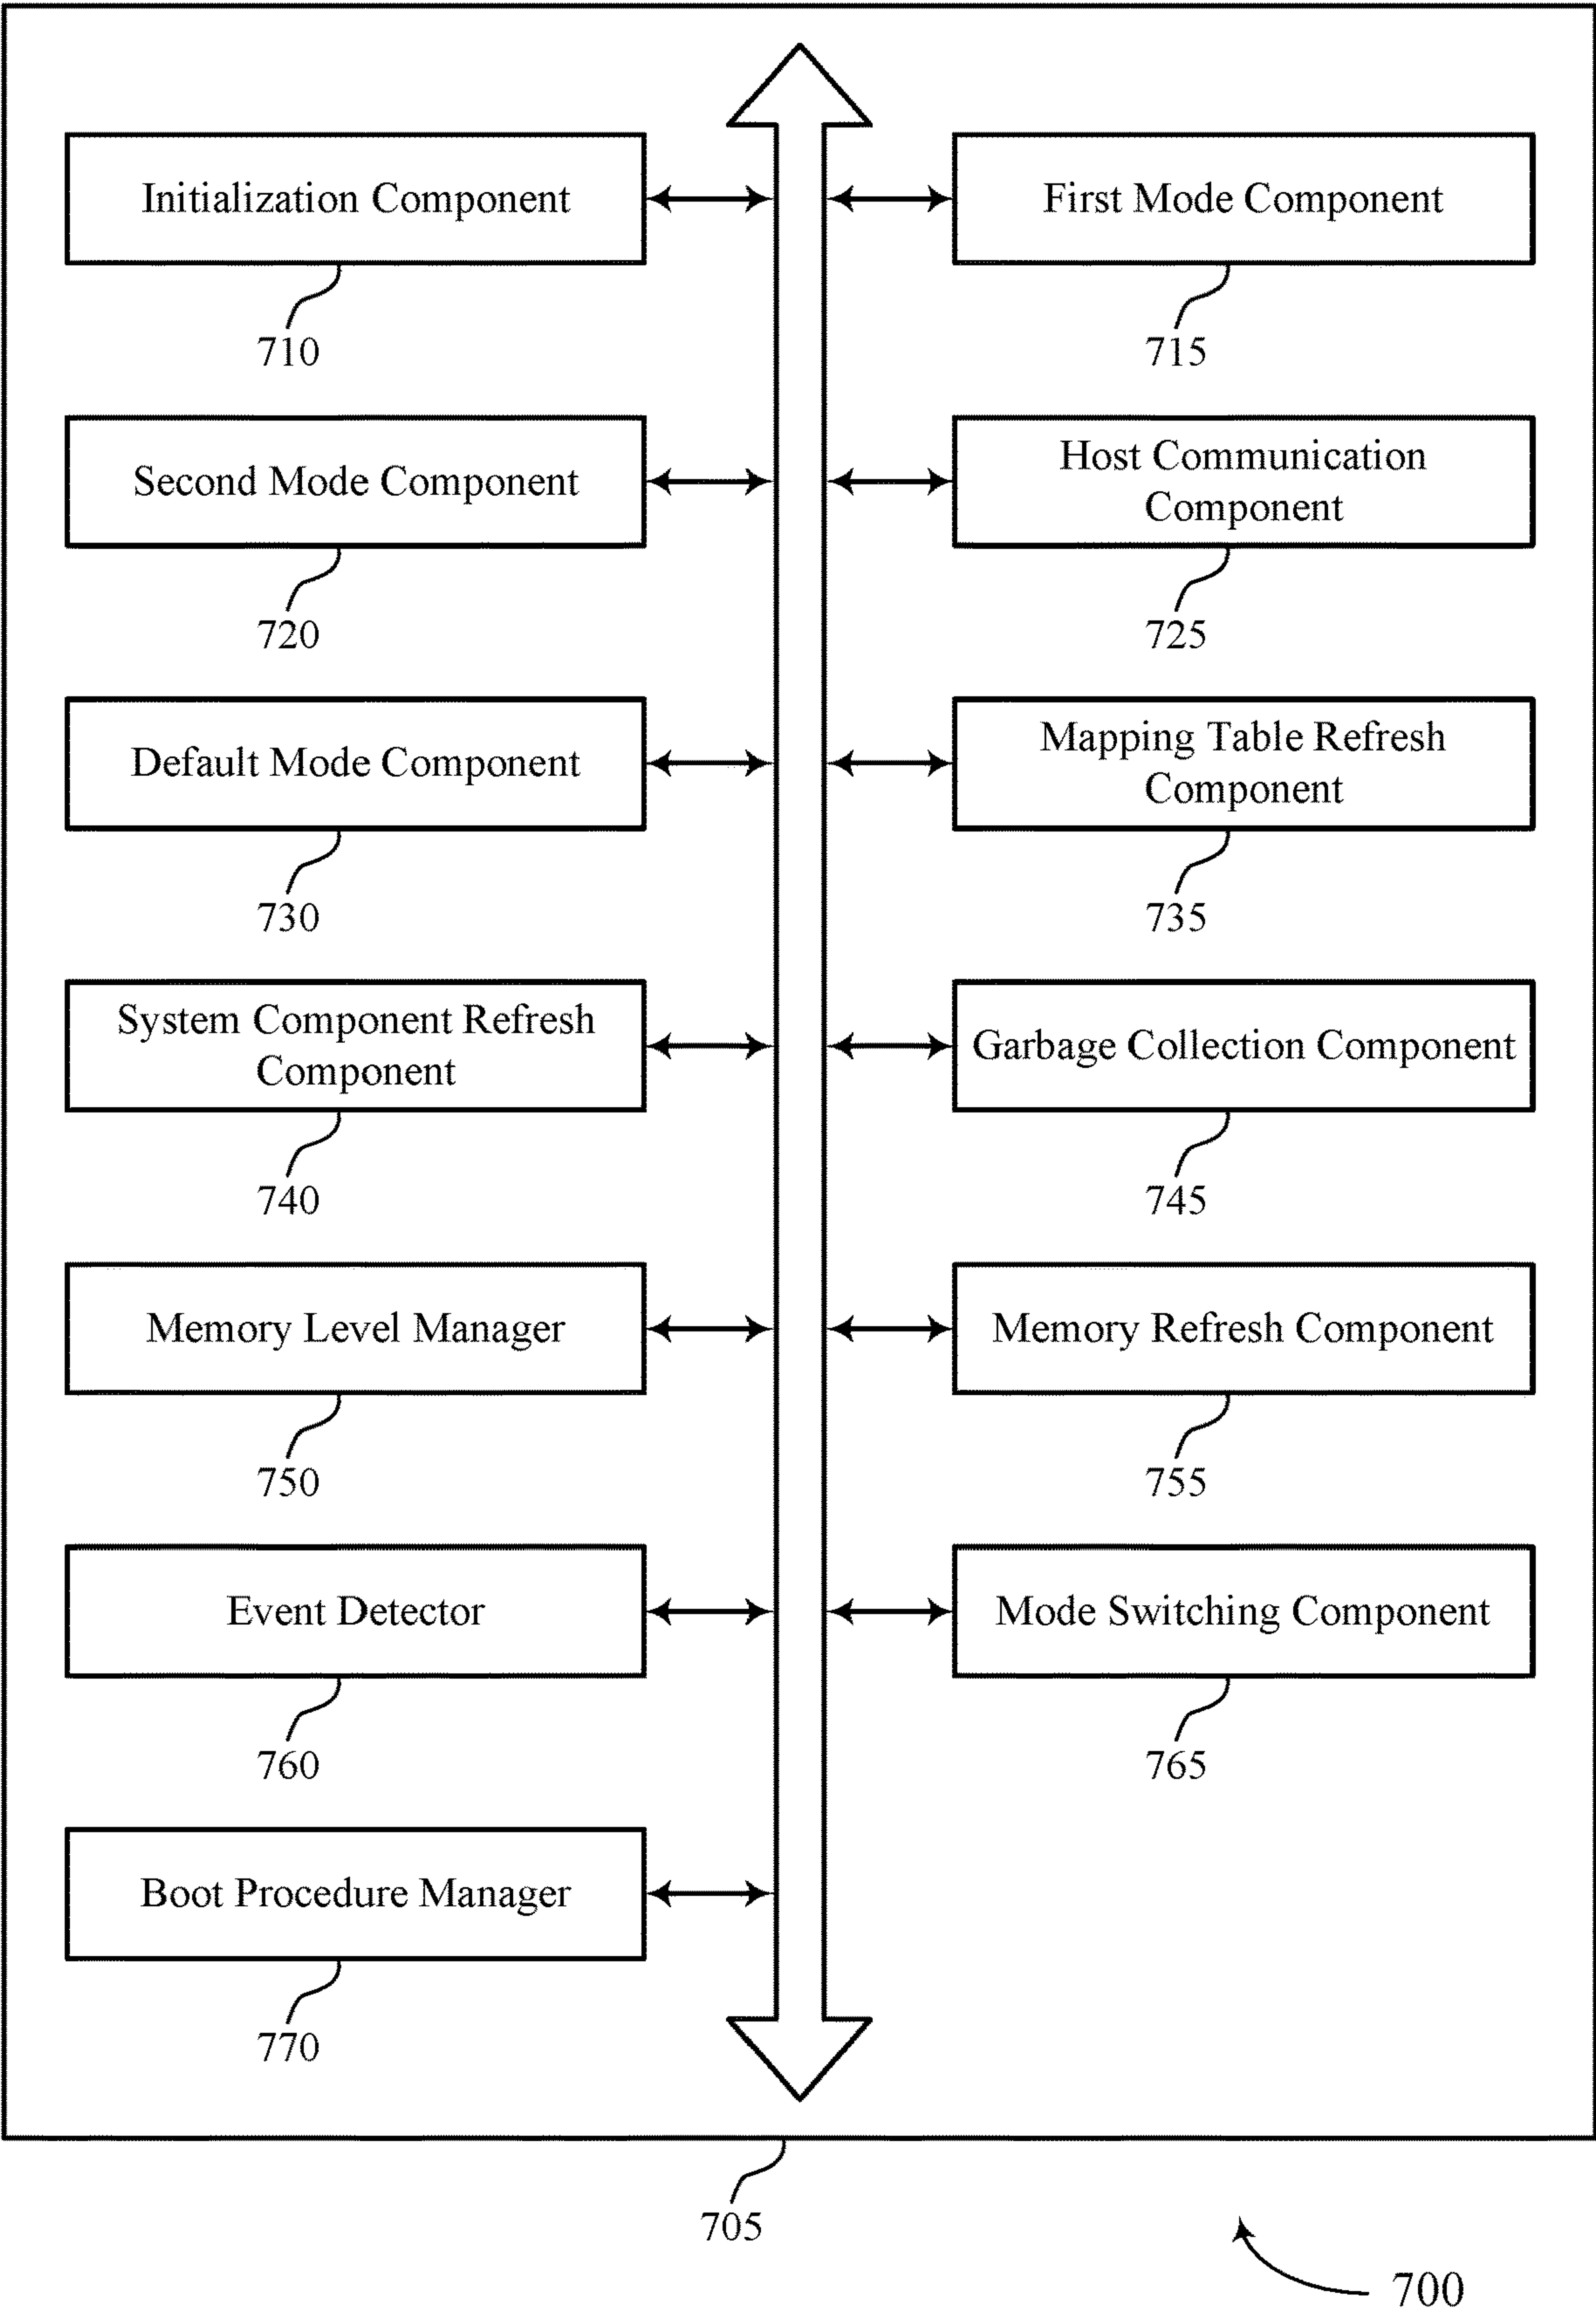 Initialization Component
First Mode Component
710
715
Second Mode Component
Host Communication
Component
720
725
Default Mode Component
Mapping Table Refresh
Component
730
735
System Component Refresh
Component
Garbage Collection Component
740
745
Memory Level Manager
Memory Refresh Component
750
755
Event Detector
Mode Switching Component
760
765
Boot Procedure Manager
770
705
700